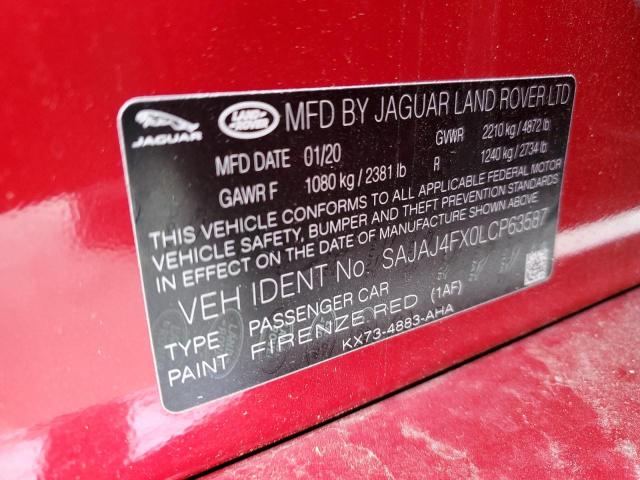 JAGUAR LAND ROVER MFD BY JAGUAR LAND ROVER LTD
MFD DATE 01/20 GVWR 2210 kg / 4872 lb
GAWR F 1080 kg / 2381 lb R 1240 kg / 2734 lb
THIS VEHICLE CONFORMS TO ALL APPLICABLE FEDERAL MOTOR
VEHICLE SAFETY, BUMPER AND THEFT PREVENTION STANDARDS
IN EFFECT ON THE DATE OF MANUFACTURE SHOWN ABOVE
VEH IDENT No. SAJAJ4FX0LCP63587
TYPE PASSENGER CAR
PAINT FIRENZE RED (1AF)
KX73-4883-AHA